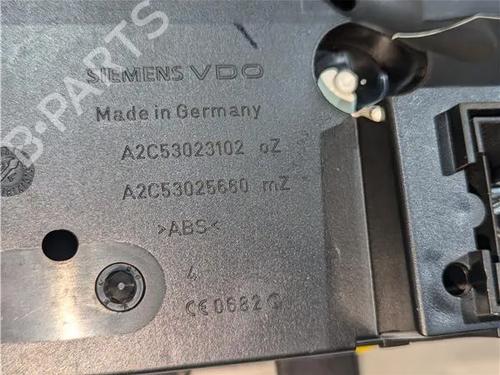 B-PARTS
SIEMENS VDO
Made in Germany
A2C53023102 oZ
A2C53025660 mZ
>ABS<
4
CE0682